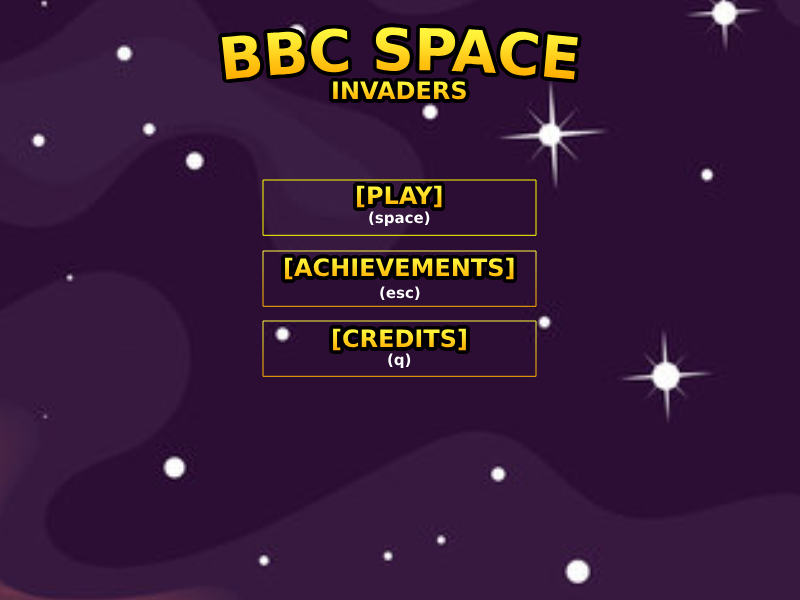 BBC SPACE
INVADERS
[PLAY]
(space)
[ACHIEVEMENTS]
(esc)
[CREDITS]
(q)